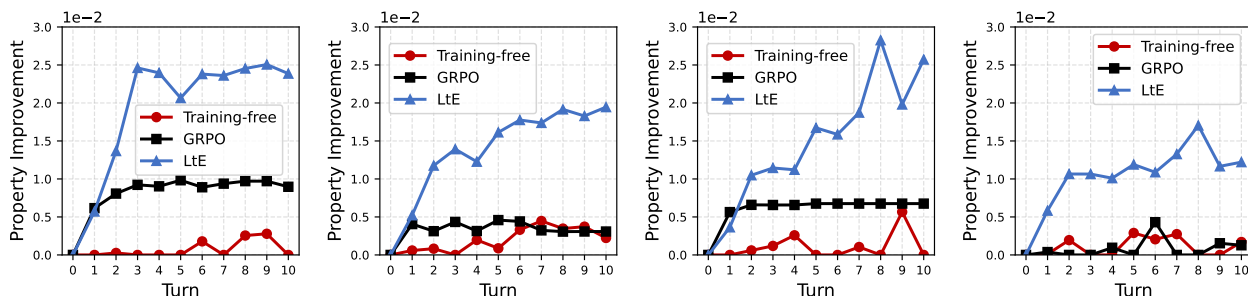 1e−2
3.0
2.5
2.0
1.5
1.0
0.5
0.0
Property Improvement
Training-free
GRPO
LtE
0 1 2 3 4 5 6 7 8 9 10
Turn
1e−2
3.0
2.5
2.0
1.5
1.0
0.5
0.0
Property Improvement
Training-free
GRPO
LtE
0 1 2 3 4 5 6 7 8 9 10
Turn
1e−2
3.0
2.5
2.0
1.5
1.0
0.5
0.0
Property Improvement
Training-free
GRPO
LtE
0 1 2 3 4 5 6 7 8 9 10
Turn
1e−2
3.0
2.5
2.0
1.5
1.0
0.5
0.0
Property Improvement
Training-free
GRPO
LtE
0 1 2 3 4 5 6 7 8 9 10
Turn